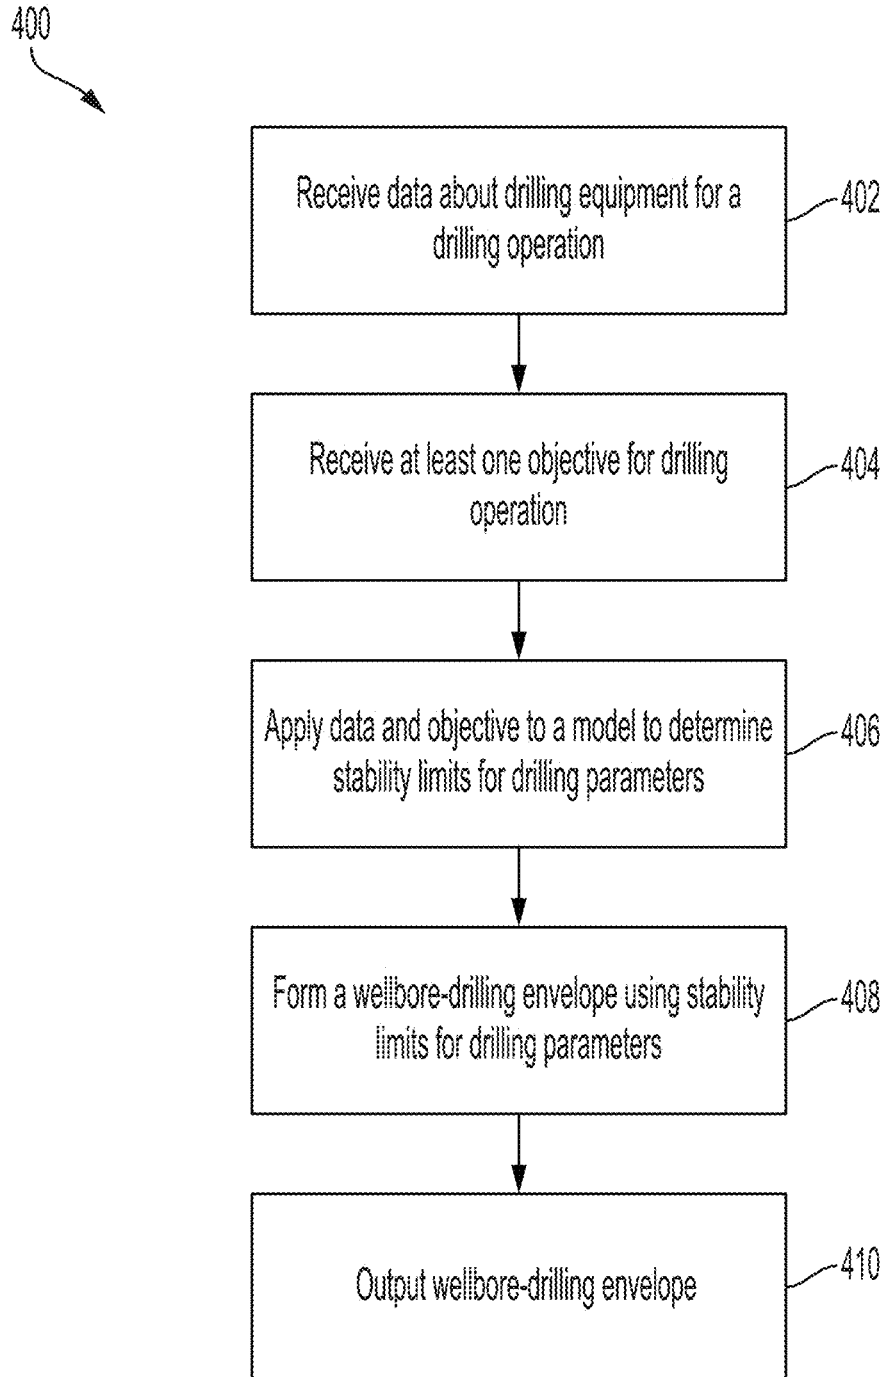 400
Receive data about drilling equipment for a
drilling operation
402
Receive at least one objective for drilling
operation
404
Apply data and objective to a model to determine
stability limits for drilling parameters
406
Form a wellbore-drilling envelope using stability
limits for drilling parameters
408
Output wellbore-drilling envelope
410